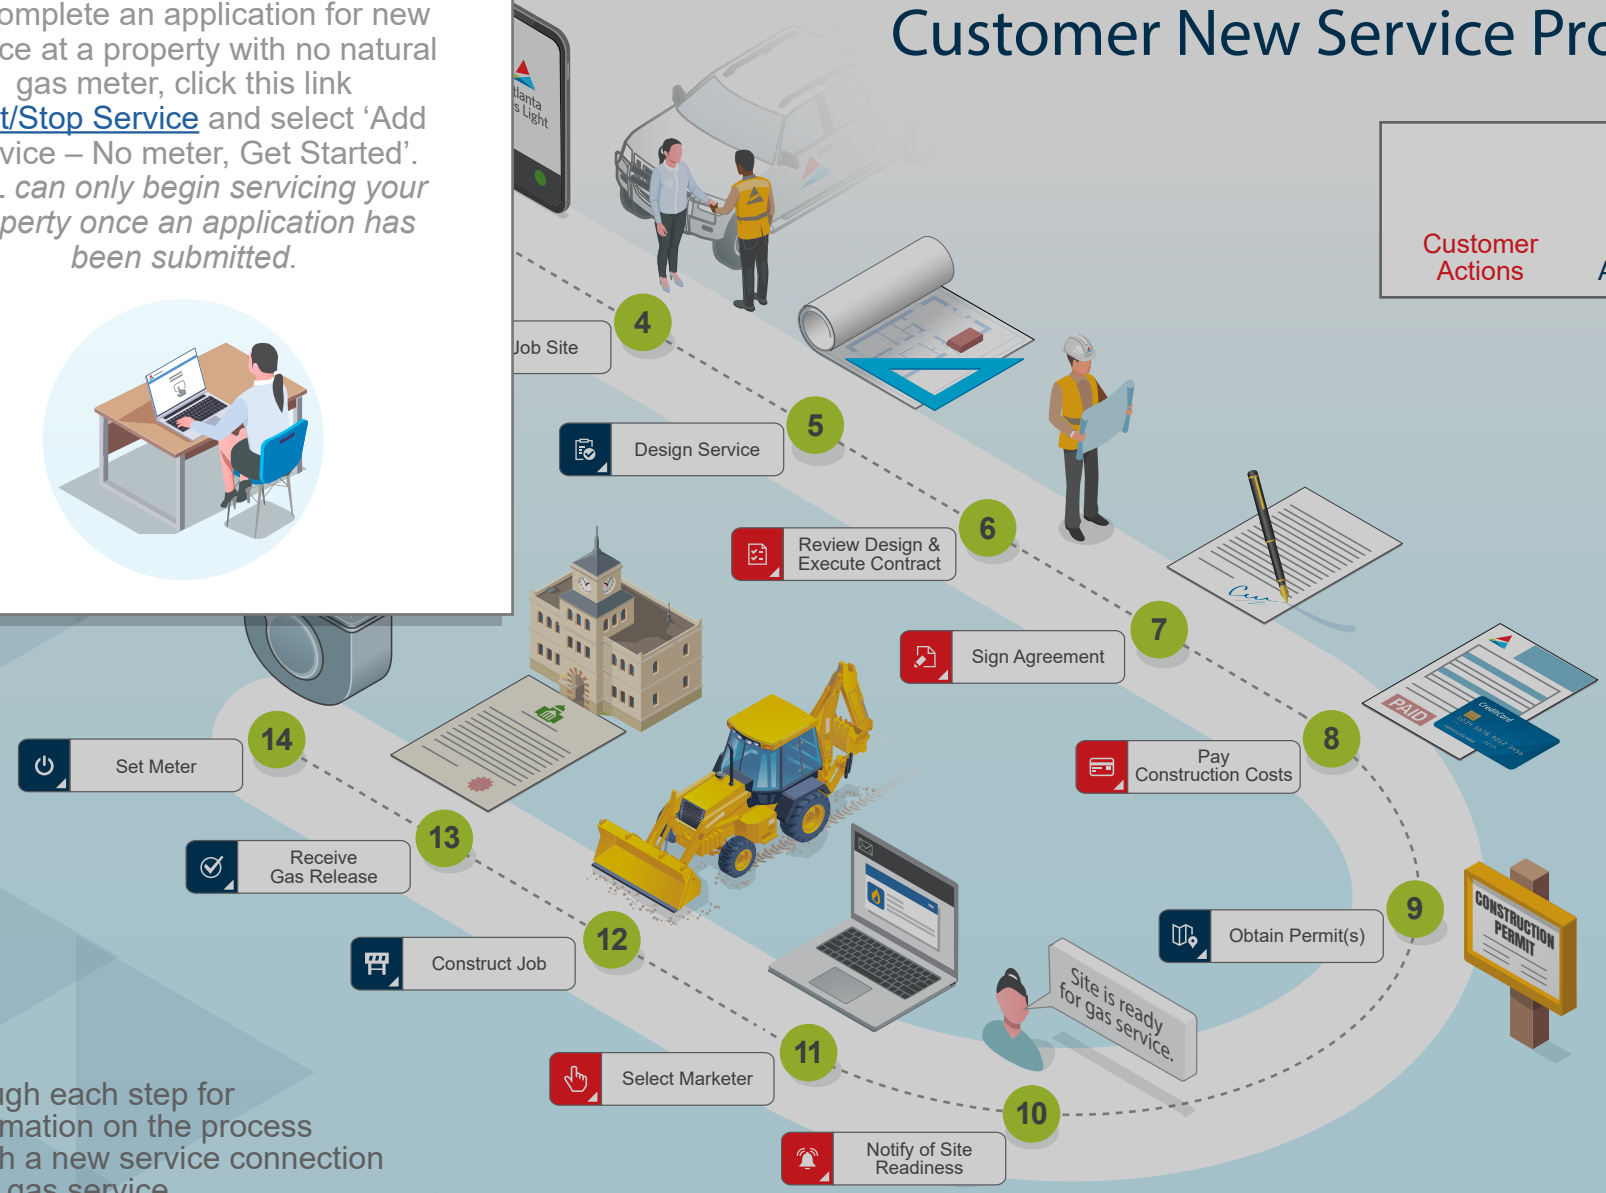 omplete an application for new
ce at a property with no natural
gas meter, click this link
t/Stop Service and select ‘Add
vice – No meter, Get Started’.
can only begin servicing your
perty once an application has
been submitted.
Customer New Service Pro
tlanta
s Light
Customer
Actions
A
4
Job Site
5
Design Service
6
Review Design &
Execute Contract
7
Sign Agreement
8
Pay
Construction Costs
PAID
CreditCard
9
Obtain Permit(s)
CONSTRUCTION
PERMIT
Site is ready
for gas service.
10
Notify of Site
Readiness
11
Select Marketer
12
Construct Job
13
Receive
Gas Release
14
Set Meter
ugh each step for
mation on the process
h a new service connection
gas service